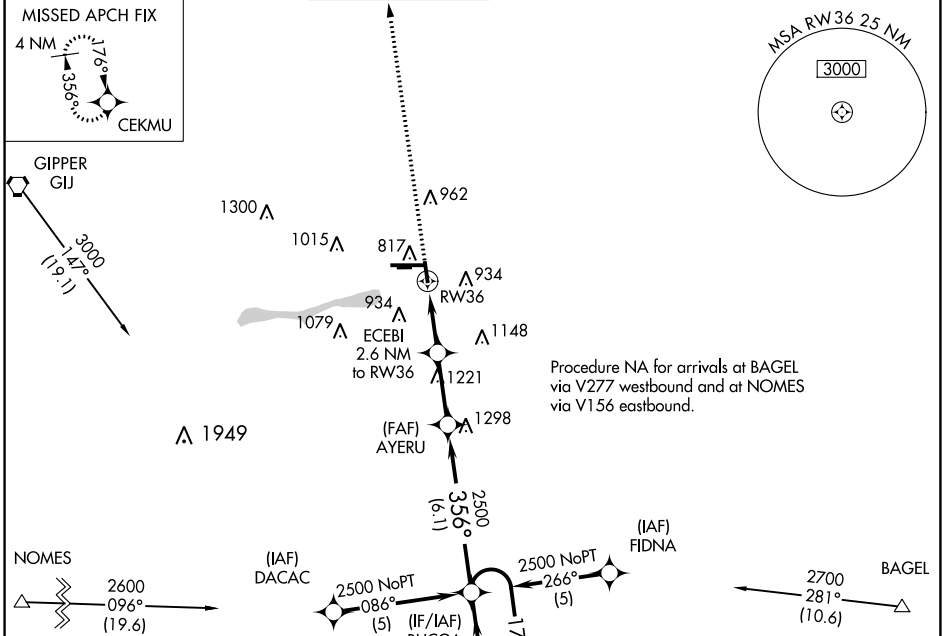 MISSED APCH FIX
4 NM
176°
356°
CEKMU
MSA RW36 25 NM
3000
GIPPER
GIJ
3000
147°
(19.1)
962
1300
1015
817
934
RW36
934
1079
ECEBI
2.6 NM
to RW36
1148
1221
Procedure NA for arrivals at BAGEL
via V277 westbound and at NOMES
via V156 eastbound.
1949
(FAF)
AYERU
1298
2500
356°
(6.1)
(IAF)
FIDNA
NOMES
(IAF)
DACAC
2500 NoPT
266°
(5)
BAGEL
2600
096°
(19.6)
2500 NoPT
086°
(5)
2700
281°
(10.6)
(IF/IAF)